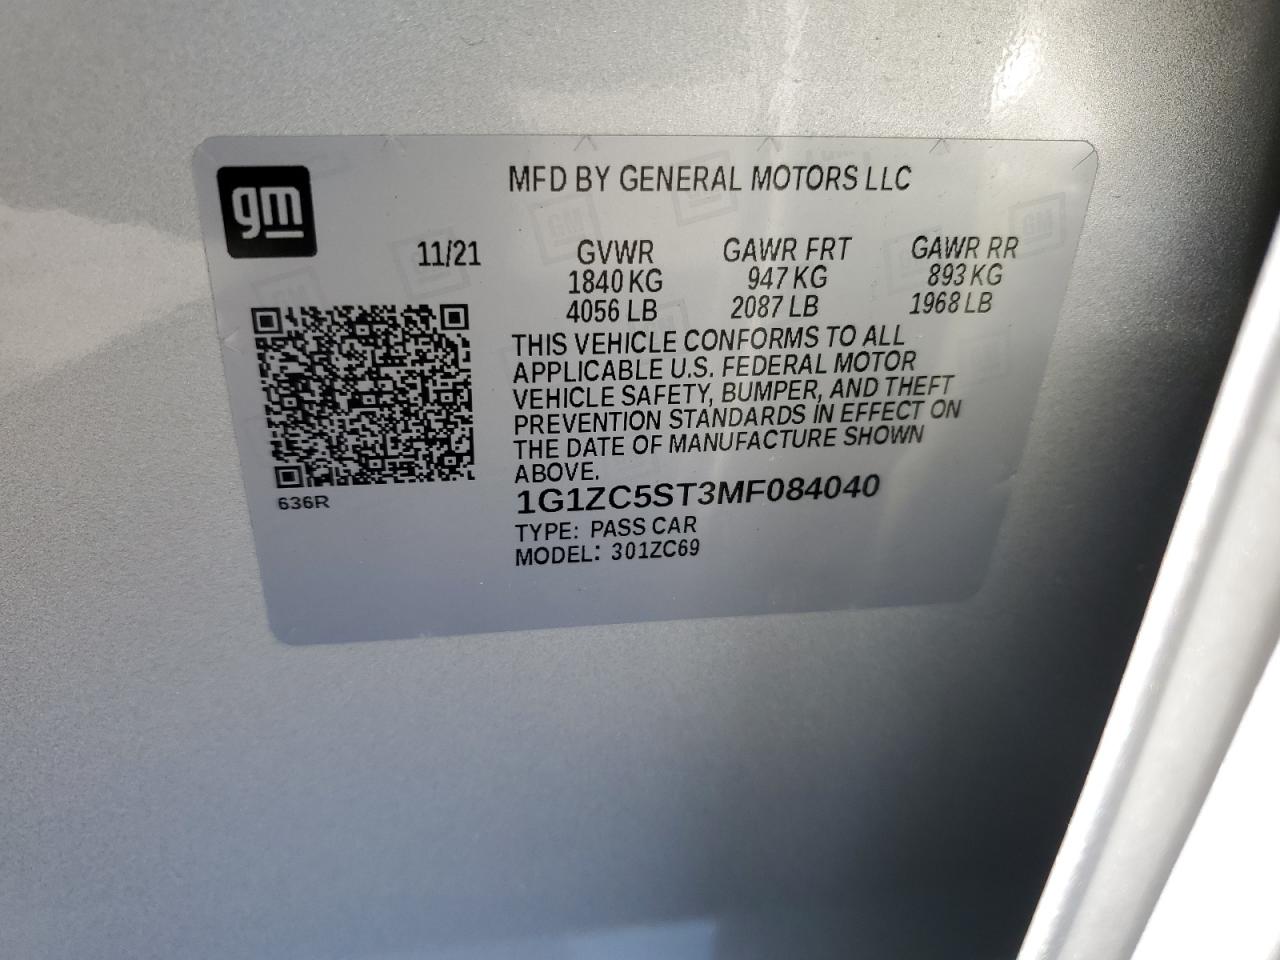 gm
MFD BY GENERAL MOTORS LLC
11/21 GVWR GAWR FRT GAWR RR
1840 KG 947 KG 893 KG
4056 LB 2087 LB 1968 LB
THIS VEHICLE CONFORMS TO ALL
APPLICABLE U.S. FEDERAL MOTOR
VEHICLE SAFETY, BUMPER, AND THEFT
PREVENTION STANDARDS IN EFFECT ON
THE DATE OF MANUFACTURE SHOWN
ABOVE.
636R
1G1ZC5ST3MF084040
TYPE: PASS CAR
MODEL: 301ZC69